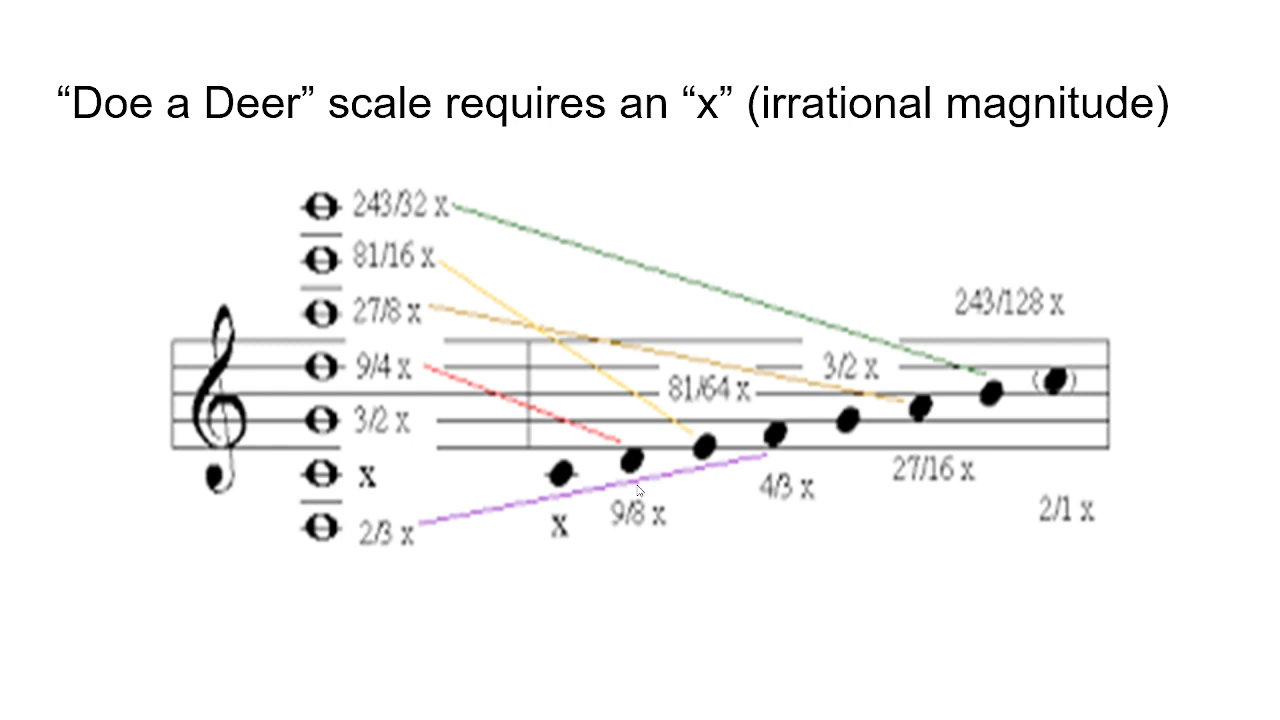 “Doe a Deer” scale requires an “x” (irrational magnitude)
243/32 x
81/16 x
27/8 x
9/4 x
3/2 x
x
2/3 x
x
9/8 x
81/64 x
4/3 x
3/2 x
27/16 x
243/128 x
2/1 x